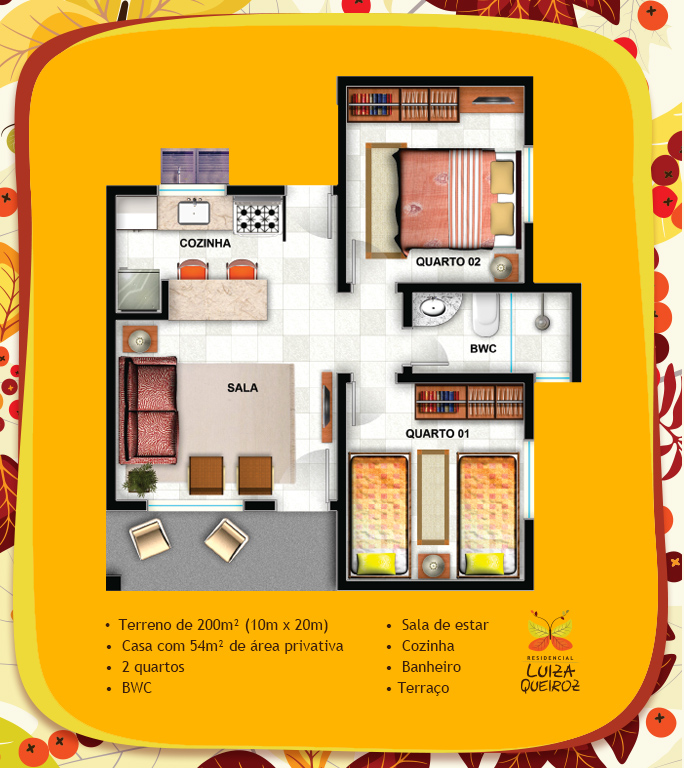 COZINHA
QUARTO 02
BWC
SALA
QUARTO 01
• Terreno de 200m² (10m x 20m)
• Casa com 54m² de área privativa
• 2 quartos
• BWC
• Sala de estar
• Cozinha
• Banheiro
• Terraço
RESIDENCIAL
LUIZA
QUEIROZ